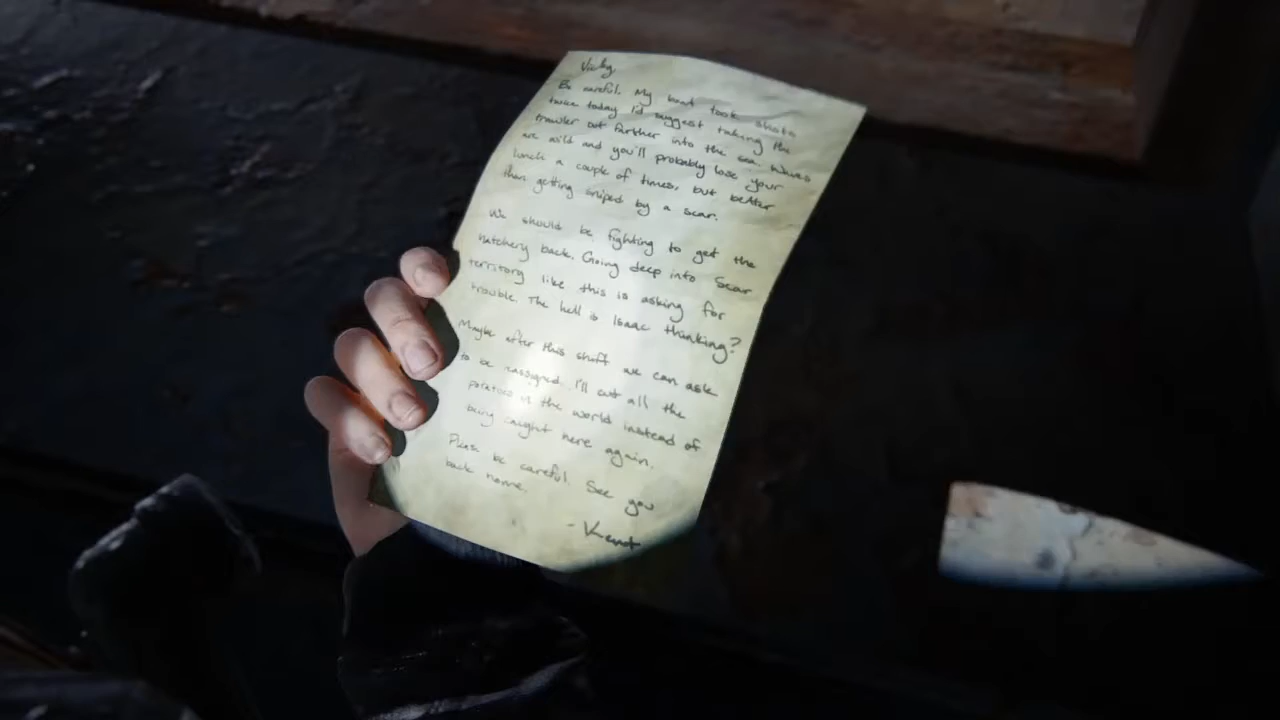 Vicky,
Be careful. My boat took shots
twice today I'd suggest taking the
trawler out farther into the sea. Waves
are wild and you'll probably lose your
lunch a couple of times, but better
than getting sniped by a scar.
We should be fighting to get the
hatchery back. Going deep into Scar
territory like this is asking for
trouble. The hell is Isaac thinking?
Maybe after this shift we can ask
to be reassigned. I'll cut all the
potatoes in the world instead of
being caught here again.
Please be careful. See you
back home.
-